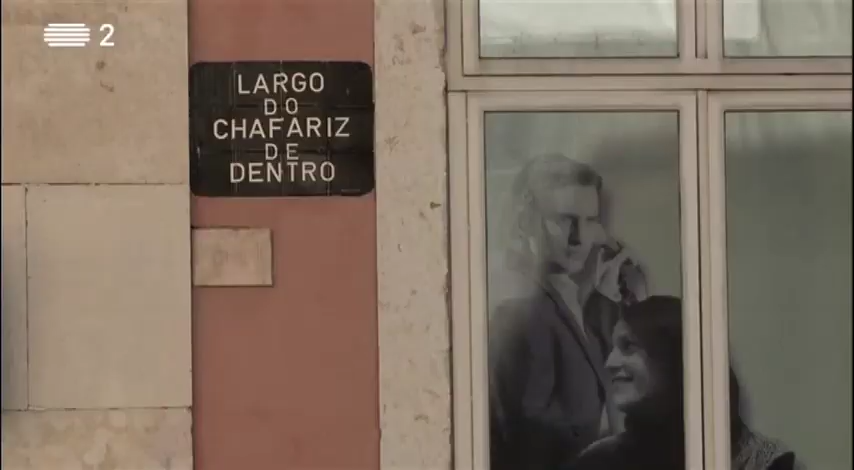 2
LARGO
DO
CHAFARIZ
DE
DENTRO